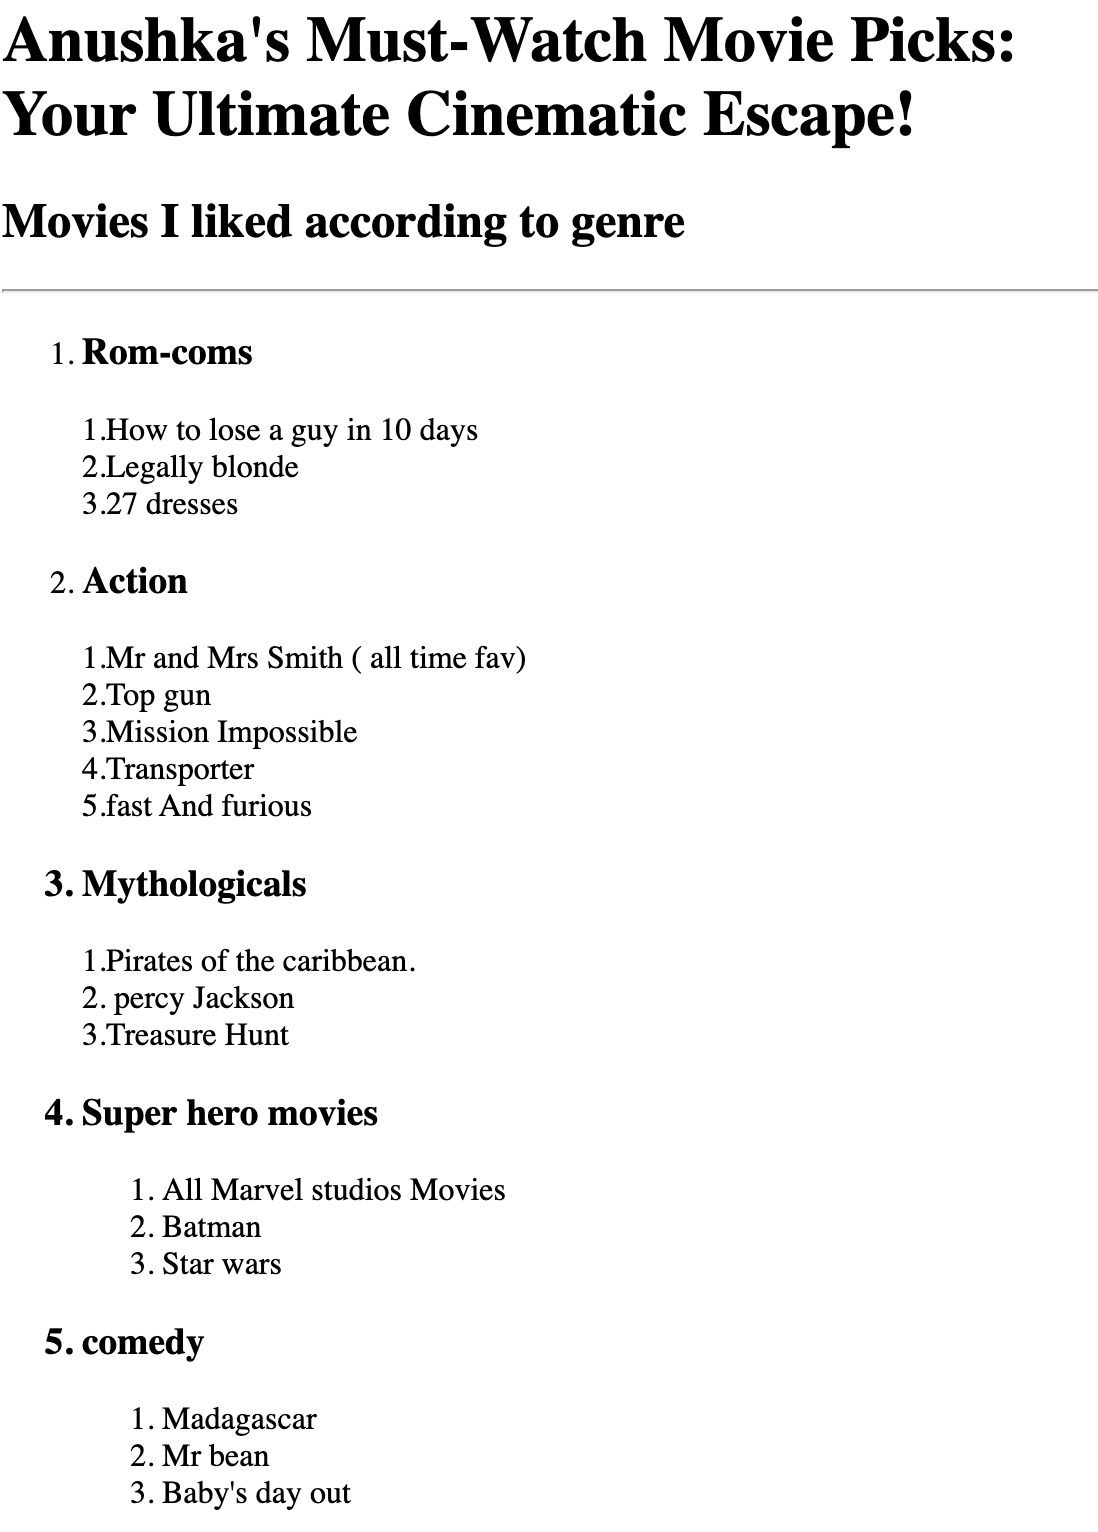 Anushka's Must-Watch Movie Picks:
Your Ultimate Cinematic Escape!
Movies I liked according to genre
1. Rom-coms
1.How to lose a guy in 10 days
2.Legally blonde
3.27 dresses
2. Action
1.Mr and Mrs Smith ( all time fav)
2.Top gun
3.Mission Impossible
4.Transporter
5.fast And furious
3. Mythologicals
1.Pirates of the caribbean.
2. percy Jackson
3.Treasure Hunt
4. Super hero movies
1. All Marvel studios Movies
2. Batman
3. Star wars
5. comedy
1. Madagascar
2. Mr bean
3. Baby's day out